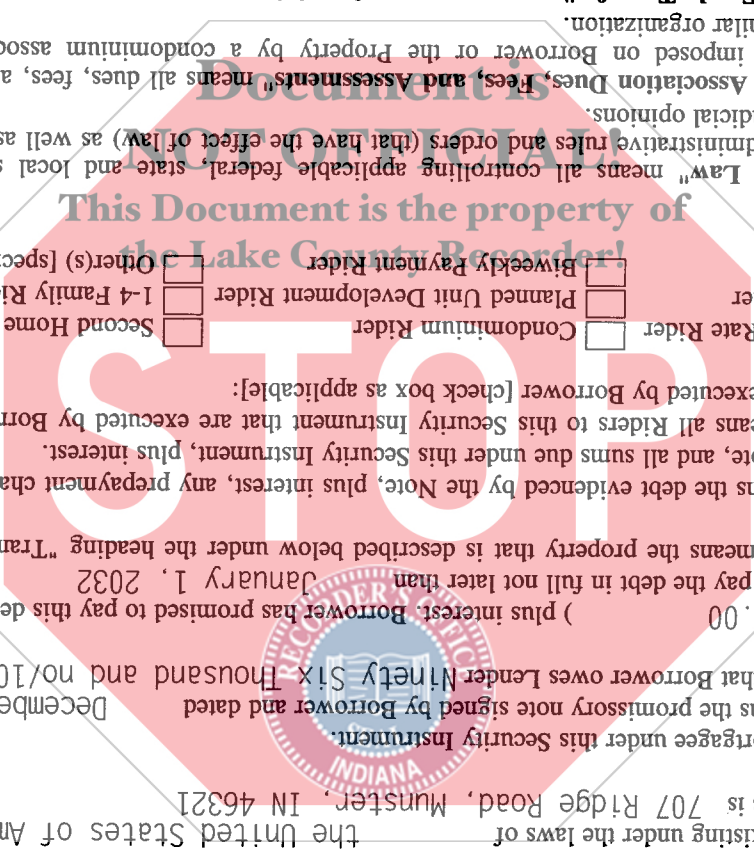 isting under the laws of the United States of Am
is 707 Ridge Road, Munster, IN 46321
rtgagee under this Security Instrument.
ns the promissory note signed by Borrower and dated December
hat Borrower owes Lender Ninety Six Thousand and no/10
.00 ) plus interest. Borrower has promised to pay this de
pay the debt in full not later than January 1, 2032
means the property that is described below under the heading "Tran
ns the debt evidenced by the Note, plus interest, any prepayment cha
ote, and all sums due under this Security Instrument, plus interest.
eans all Riders to this Security Instrument that are executed by Borro
executed by Borrower [check box as applicable]:
Rate Rider Condominium Rider Second Home
er Planned Unit Development Rider 1-4 Family Ri
Biweekly Payment Rider Other(s) [spec
Law" means all controlling applicable federal, state and local s
dministrative rules and orders (that have the effect of law) as well as
dicial opinions.
Association Dues, Fees, and Assessments" means all dues, fees, a
imposed on Borrower or the Property by a condominium assoc
ilar organization.
Document is
NOT OFFICIAL!
This Document is the property of
the Lake County Recorder!
STOP
RECORDER'S OFFICE
INDIANA